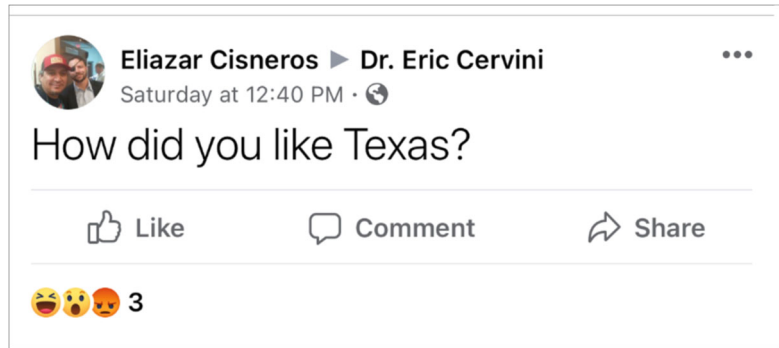 Eliazar Cisneros ▶ Dr. Eric Cervini
Saturday at 12:40 PM ·
How did you like Texas?
Like Comment Share
3